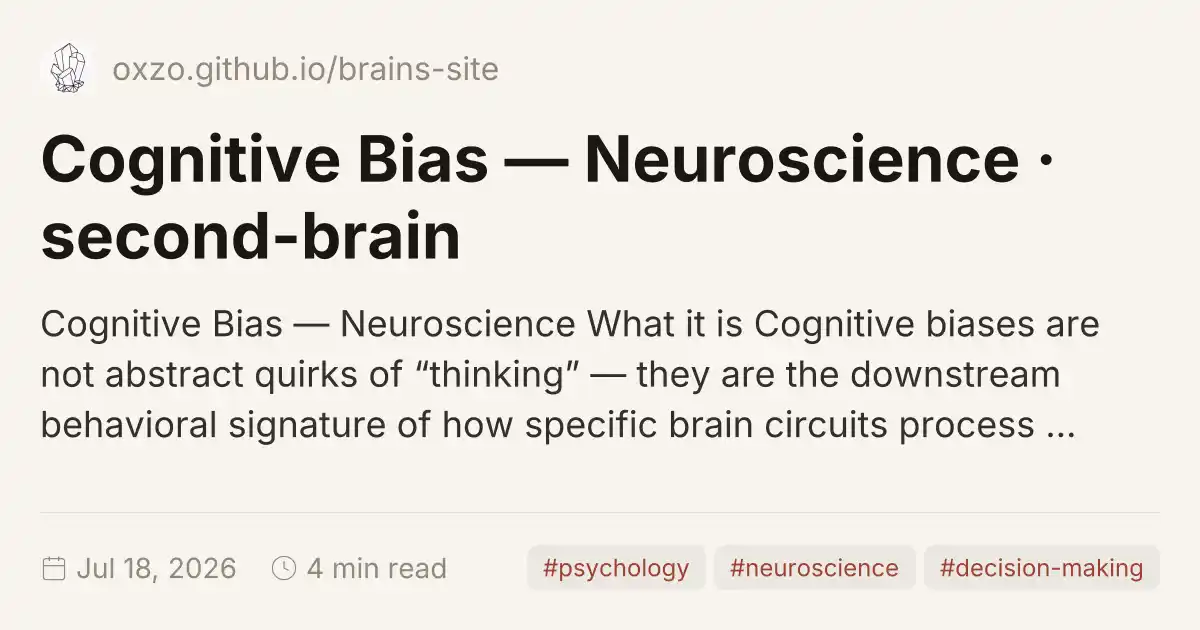 oxzo.github.io/brains-site
Cognitive Bias — Neuroscience ·
second-brain
Cognitive Bias — Neuroscience What it is Cognitive biases are
not abstract quirks of “thinking” — they are the downstream
behavioral signature of how specific brain circuits process ...
Jul 18, 2026 4 min read #psychology #neuroscience #decision-making